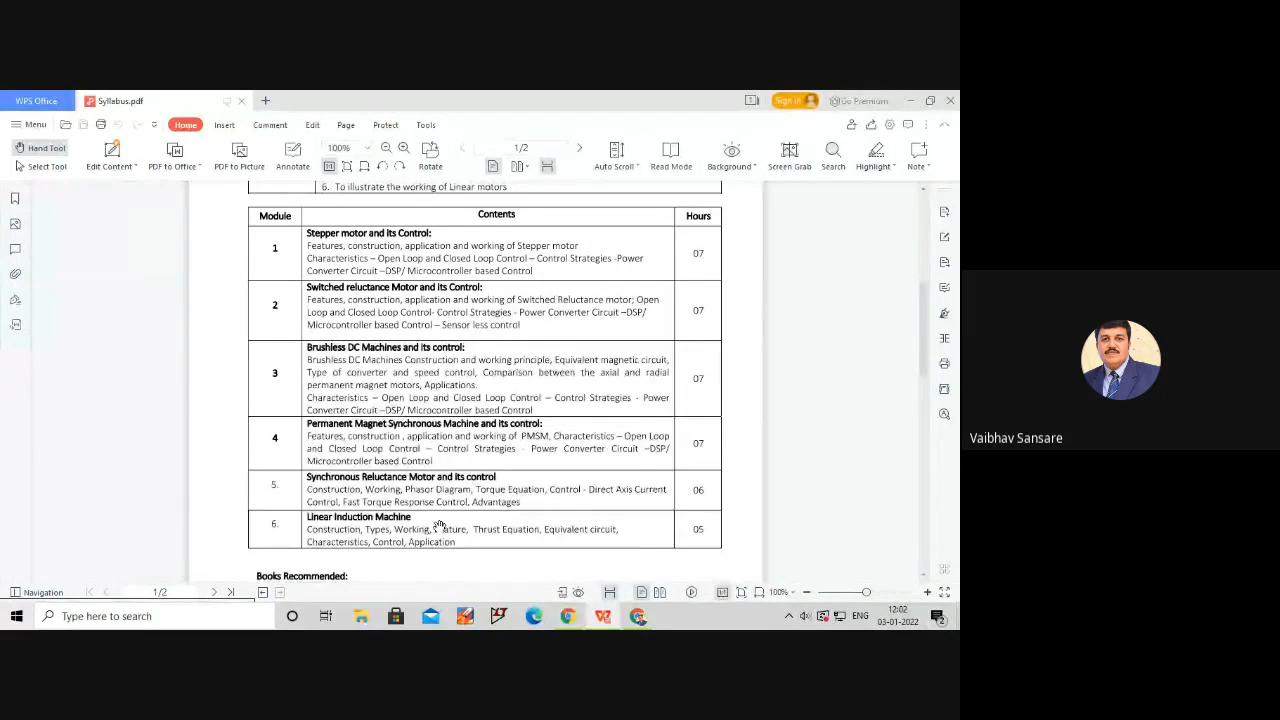 WPS Office
Syllabus.pdf
Sign in
Go Premium
Menu
Home
Insert
Comment
Edit
Page
Protect
Tools
Hand Tool
Select Tool
Edit Content
PDF to Office
PDF to Picture
Annotate
100%
Rotate
1/2
Auto Scroll
Read Mode
Background
Screen Grab
Search
Highlight
Note
6. To illustrate the working of Linear motors
Module Contents Hours
1
Stepper motor and its Control:
Features, construction, application and working of Stepper motor
Characteristics – Open Loop and Closed Loop Control – Control Strategies -Power
Converter Circuit –DSP/ Microcontroller based Control
07
2
Switched reluctance Motor and its Control:
Features, construction, application and working of Switched Reluctance motor; Open
Loop and Closed Loop Control- Control Strategies - Power Converter Circuit –DSP/
Microcontroller based Control – Sensor less control
07
3
Brushless DC Machines and its control:
Brushless DC Machines Construction and working principle, Equivalent magnetic circuit,
Type of converter and speed control, Comparison between the axial and radial
permanent magnet motors, Applications.
Characteristics – Open Loop and Closed Loop Control – Control Strategies - Power
Converter Circuit –DSP/ Microcontroller based Control
07
4
Permanent Magnet Synchronous Machine and its control:
Features, construction , application and working of PMSM, Characteristics – Open Loop
and Closed Loop Control – Control Strategies - Power Converter Circuit –DSP/
Microcontroller based Control
07
5.
Synchronous Reluctance Motor and its control
Construction, Working, Phasor Diagram, Torque Equation, Control - Direct Axis Current
Control, Fast Torque Response Control, Advantages
06
6.
Linear Induction Machine
Construction, Types, Working, Thrust Equation, Equivalent circuit,
Characteristics, Control, Application
05
Books Recommended:
Navigation
1/2
100%
Type here to search
ENG
12:02
03-01-2022
2
Vaibhav Sansare